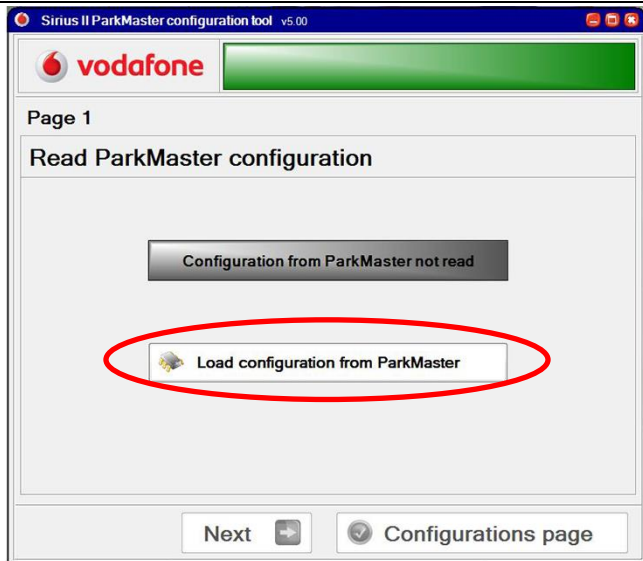 Sirius II ParkMaster configuration tool v5.00
vodafone
Page 1
Read ParkMaster configuration
Configuration from ParkMaster not read
Load configuration from ParkMaster
Next
Configurations page